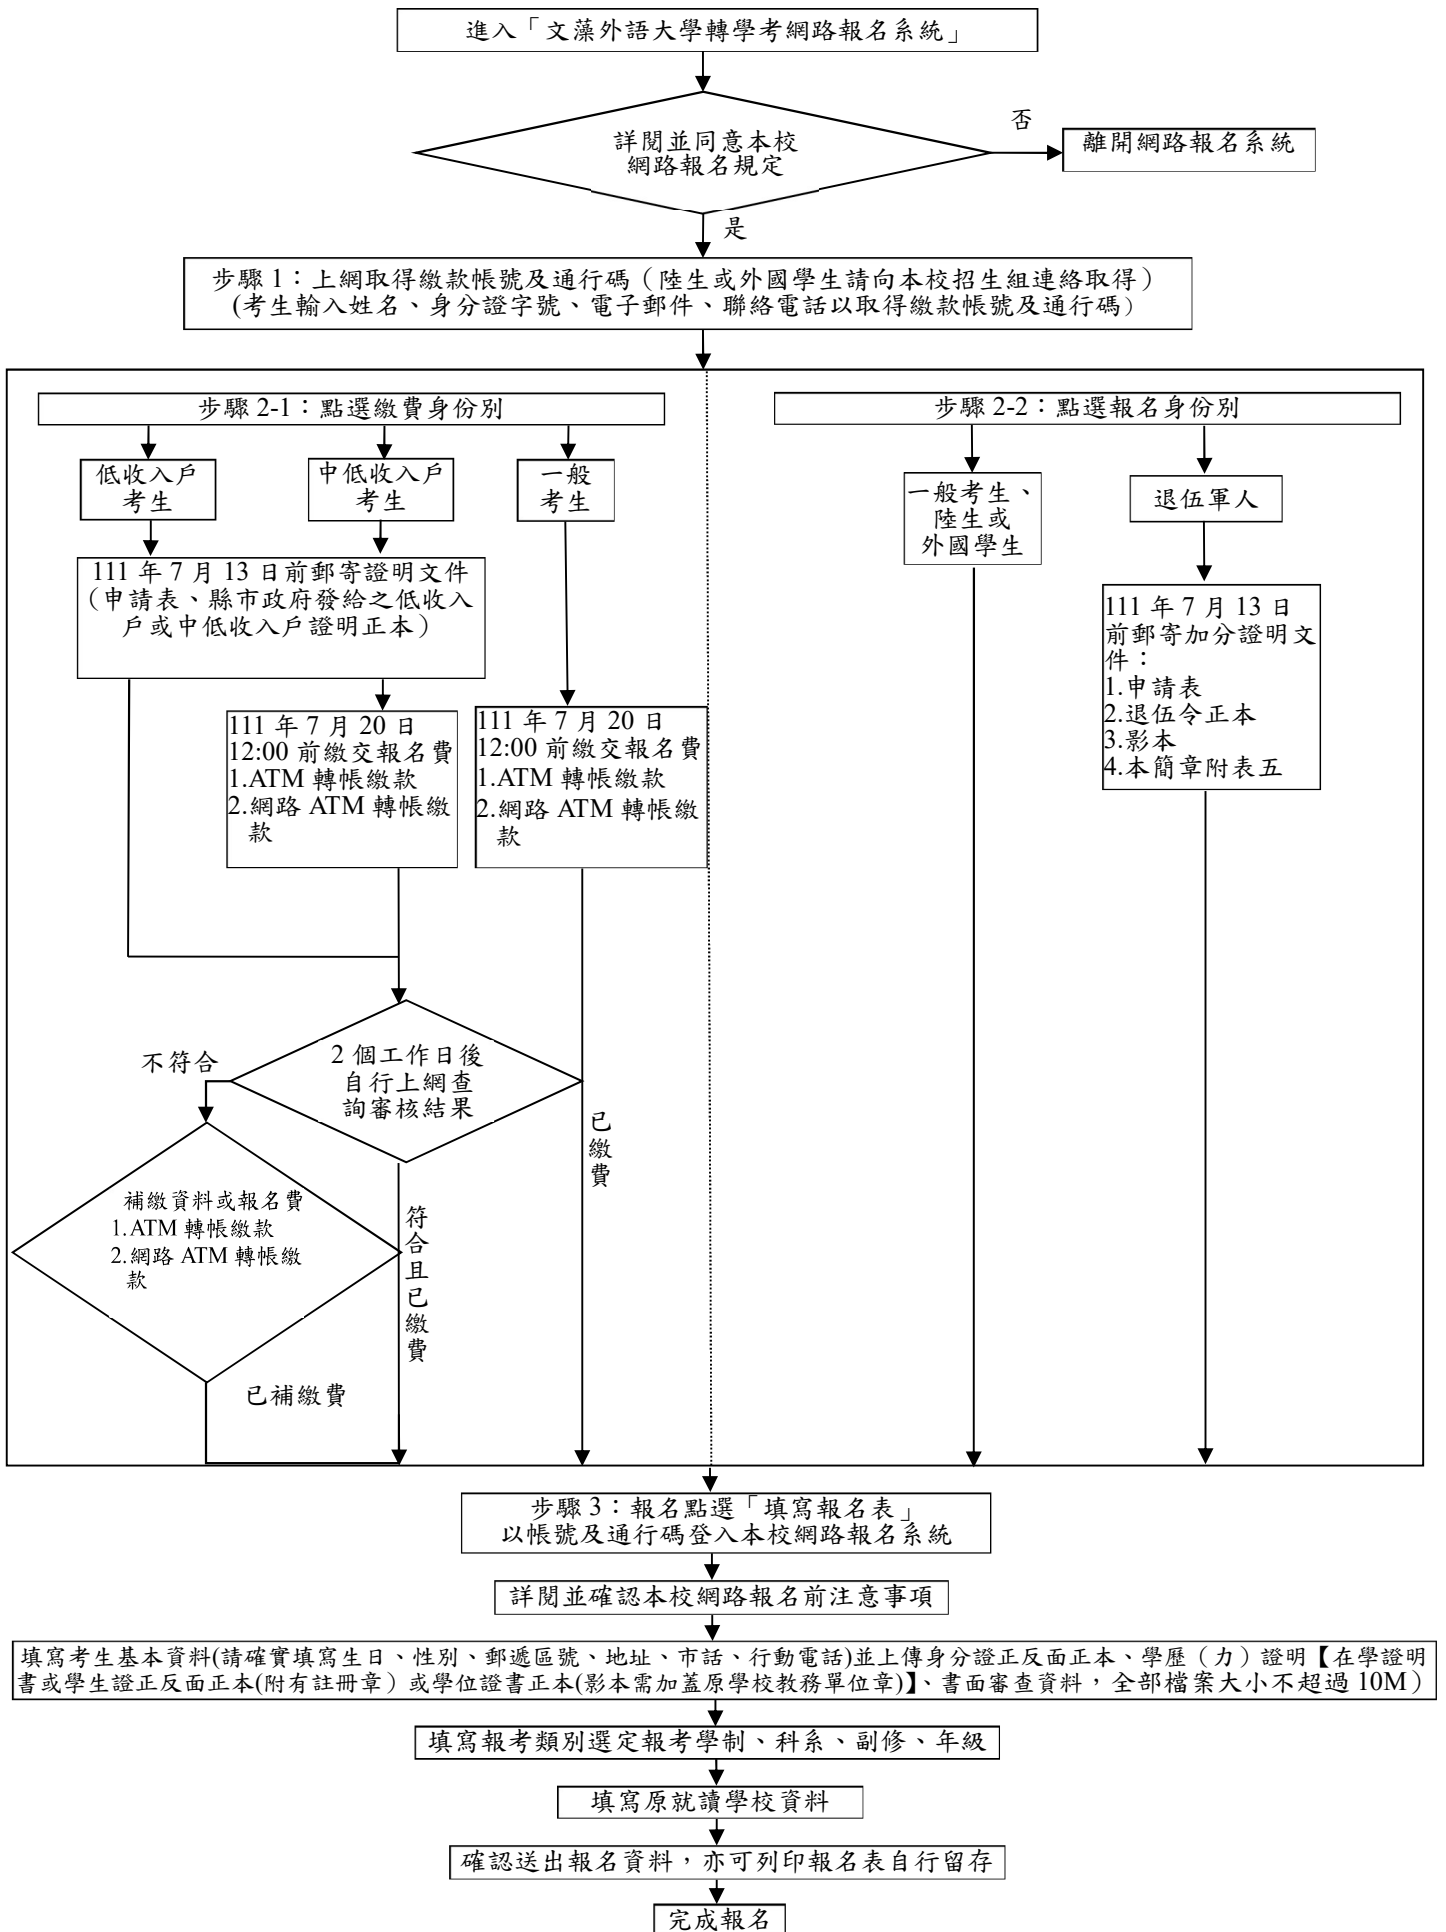 進入「文藻外語大學轉學考網路報名系統」
詳閱並同意本校
網路報名規定
否
離開網路報名系統
是
步驟 1：上網取得繳款帳號及通行碼（陸生或外國學生請向本校招生組連絡取得）
(考生輸入姓名、身分證字號、電子郵件、聯絡電話以取得繳款帳號及通行碼）
步驟 2-1：點選繳費身份別
低收入戶
考生
中低收入戶
考生
一般
考生
111 年 7 月 13 日前郵寄證明文件
（申請表、縣市政府發給之低收入
戶或中低收入戶證明正本）
111 年 7 月 20 日
12:00 前繳交報名費
1.ATM 轉帳繳款
2.網路 ATM 轉帳繳
款
111 年 7 月 20 日
12:00 前繳交報名費
1.ATM 轉帳繳款
2.網路 ATM 轉帳繳
款
2 個工作日後
自行上網查
詢審核結果
不符合
補繳資料或報名費
1.ATM 轉帳繳款
2.網路 ATM 轉帳繳
款
已補繳費
符合且已繳費
已繳費
步驟 2-2：點選報名身份別
一般考生、
陸生或
外國學生
退伍軍人
111 年 7 月 13 日
前郵寄加分證明文
件：
1.申請表
2.退伍令正本
3.影本
4.本簡章附表五
步驟 3：報名點選「填寫報名表」
以帳號及通行碼登入本校網路報名系統
詳閱並確認本校網路報名前注意事項
填寫考生基本資料(請確實填寫生日、性別、郵遞區號、地址、市話、行動電話)並上傳身分證正反面正本、學歷（力）證明【在學證明
書或學生證正反面正本(附有註冊章）或學位證書正本(影本需加蓋原學校教務單位章)】、書面審查資料，全部檔案大小不超過 10M）
填寫報考類別選定報考學制、科系、副修、年級
填寫原就讀學校資料
確認送出報名資料，亦可列印報名表自行留存
完成報名